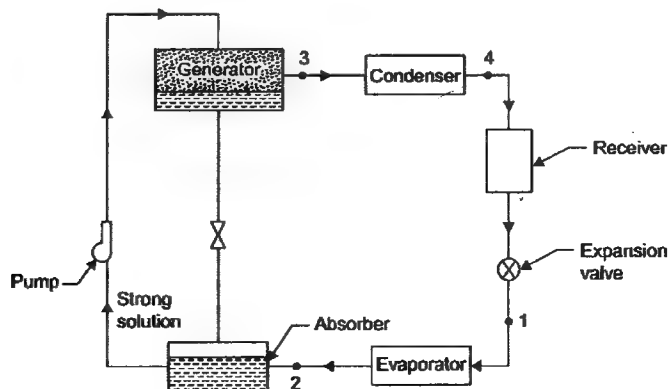 3
4
Generator
Condenser
Receiver
Pump
Expansion
valve
Strong
solution
Absorber
1
2
Evaporator